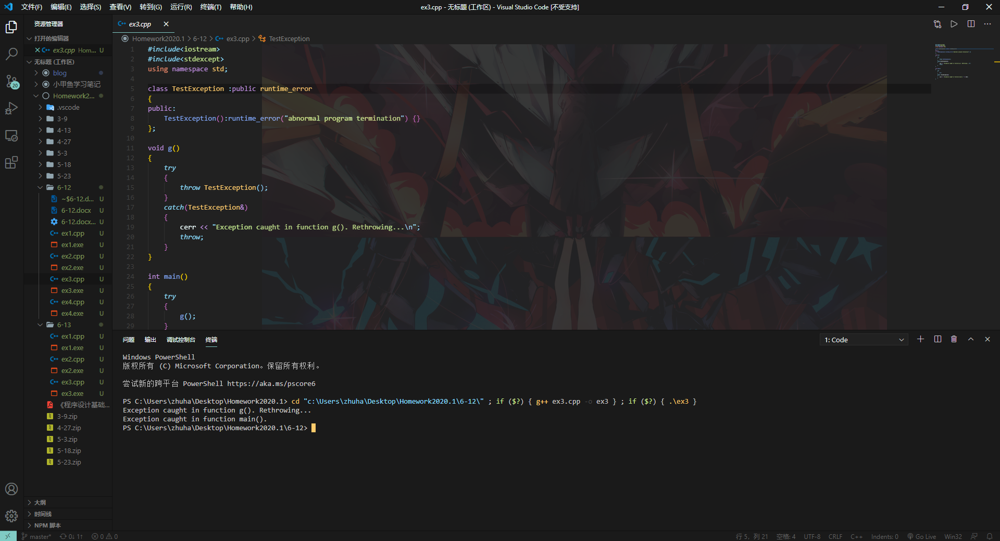 文件(F) 编辑(E) 选择(S) 查看(V) 转到(G) 运行(R) 终端(T) 帮助(H)
ex3.cpp - 无标题 (工作区) - Visual Studio Code [不受支持]
资源管理器
打开的编辑器
ex3.cpp Hom... U
无标题 (工作区)
blog
小甲鱼学习笔记
Homework2...
.vscode
3-9
4-13
4-27
5-3
5-18
5-23
6-12
~$6-12.d... U
6-12.docx U
6-12.docx... U
ex1.cpp U
ex1.exe U
ex2.cpp U
ex2.exe U
ex3.cpp U
ex3.exe U
ex4.cpp U
ex4.exe U
6-13
ex1.cpp U
ex1.exe U
ex2.cpp U
ex2.exe U
ex3.cpp U
ex3.exe U
《程序设计基础...
3-9.zip
4-27.zip
5-3.zip
5-18.zip
5-23.zip
大纲
时间线
NPM 脚本
20
ex3.cpp
Homework2020.1 > 6-12 > ex3.cpp > TestException
1 #include<iostream>
2 #include<stdexcept>
3 using namespace std;
4
5 class TestException :public runtime_error
6 {
7 public:
8 TestException():runtime_error("abnormal program termination") {}
9 };
10
11 void g()
12 {
13 try
14 {
15 throw TestException();
16 }
17 catch(TestException&)
18 {
19 cerr << "Exception caught in function g(). Rethrowing...\n";
20 throw;
21 }
22 }
23
24 int main()
25 {
26 try
27 {
28 g();
29 }
问题 输出 调试控制台 终端
1: Code
Windows PowerShell
版权所有 (C) Microsoft Corporation。保留所有权利。
尝试新的跨平台 PowerShell https://aka.ms/pscore6
PS C:\Users\zhuha\Desktop\Homework2020.1> cd "c:\Users\zhuha\Desktop\Homework2020.1\6-12\" ; if ($?) { g++ ex3.cpp -o ex3 } ; if ($?) { .\ex3 }
Exception caught in function g(). Rethrowing...
Exception caught in function main().
PS C:\Users\zhuha\Desktop\Homework2020.1\6-12>
master* 0↓ 1↑ 0 0
行 5，列 21 空格: 4 UTF-8 CRLF C++ Indents: 0 Go Live Win32